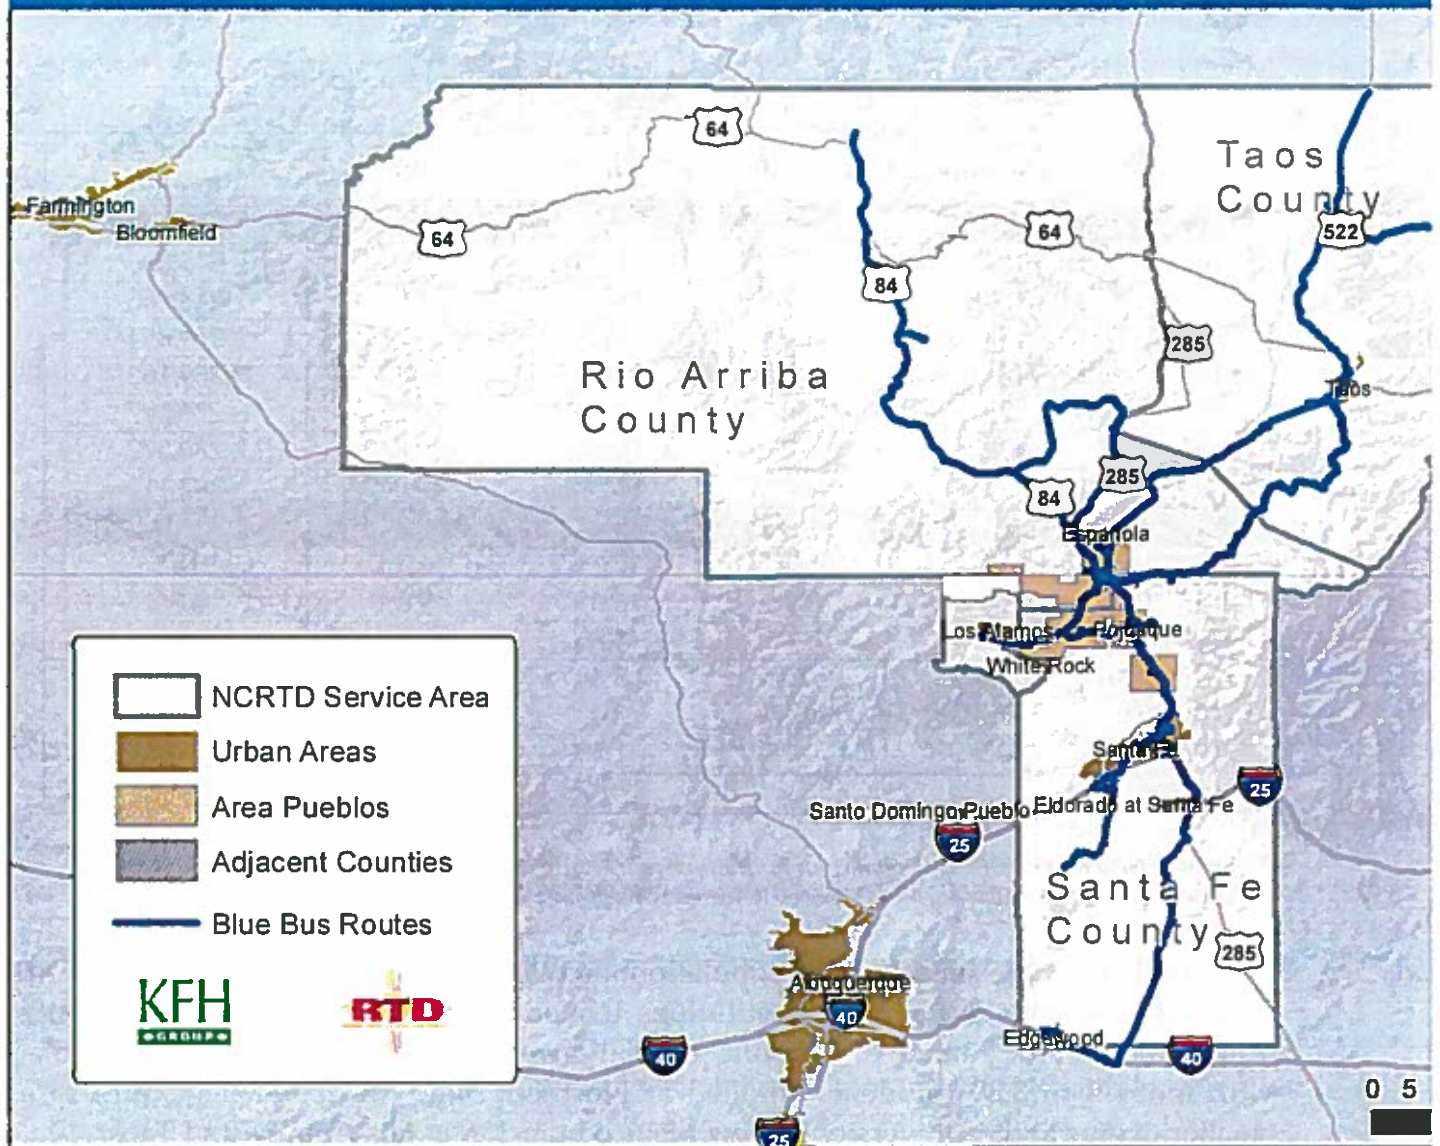 64
Taos
County
Farmington
Bloomfield
64
64
522
84
285
Rio Arriba
County
Taos
285
84
Española
Los Alamos
Pojoaque
White Rock
NCRTD Service Area
Urban Areas
Area Pueblos
Adjacent Counties
Blue Bus Routes
KFH
GROUP
RTD
Santa Fe
25
Santo Domingo Pueblo
Eldorado at Santa Fe
25
Santa Fe
County
285
Albuquerque
40
Edgewood
40
40
0 5
25